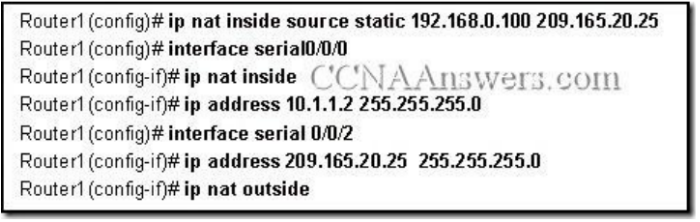 Router1(config)# ip nat inside source static 192.168.0.100 209.165.20.25
Router1(config)# interface serial0/0/0
Router1(config-if)# ip nat inside
CCNAAnswers.com
Router1(config-if)# ip address 10.1.1.2 255.255.255.0
Router1(config)# interface serial 0/0/2
Router1(config-if)# ip address 209.165.20.25 255.255.255.0
Router1(config-if)# ip nat outside